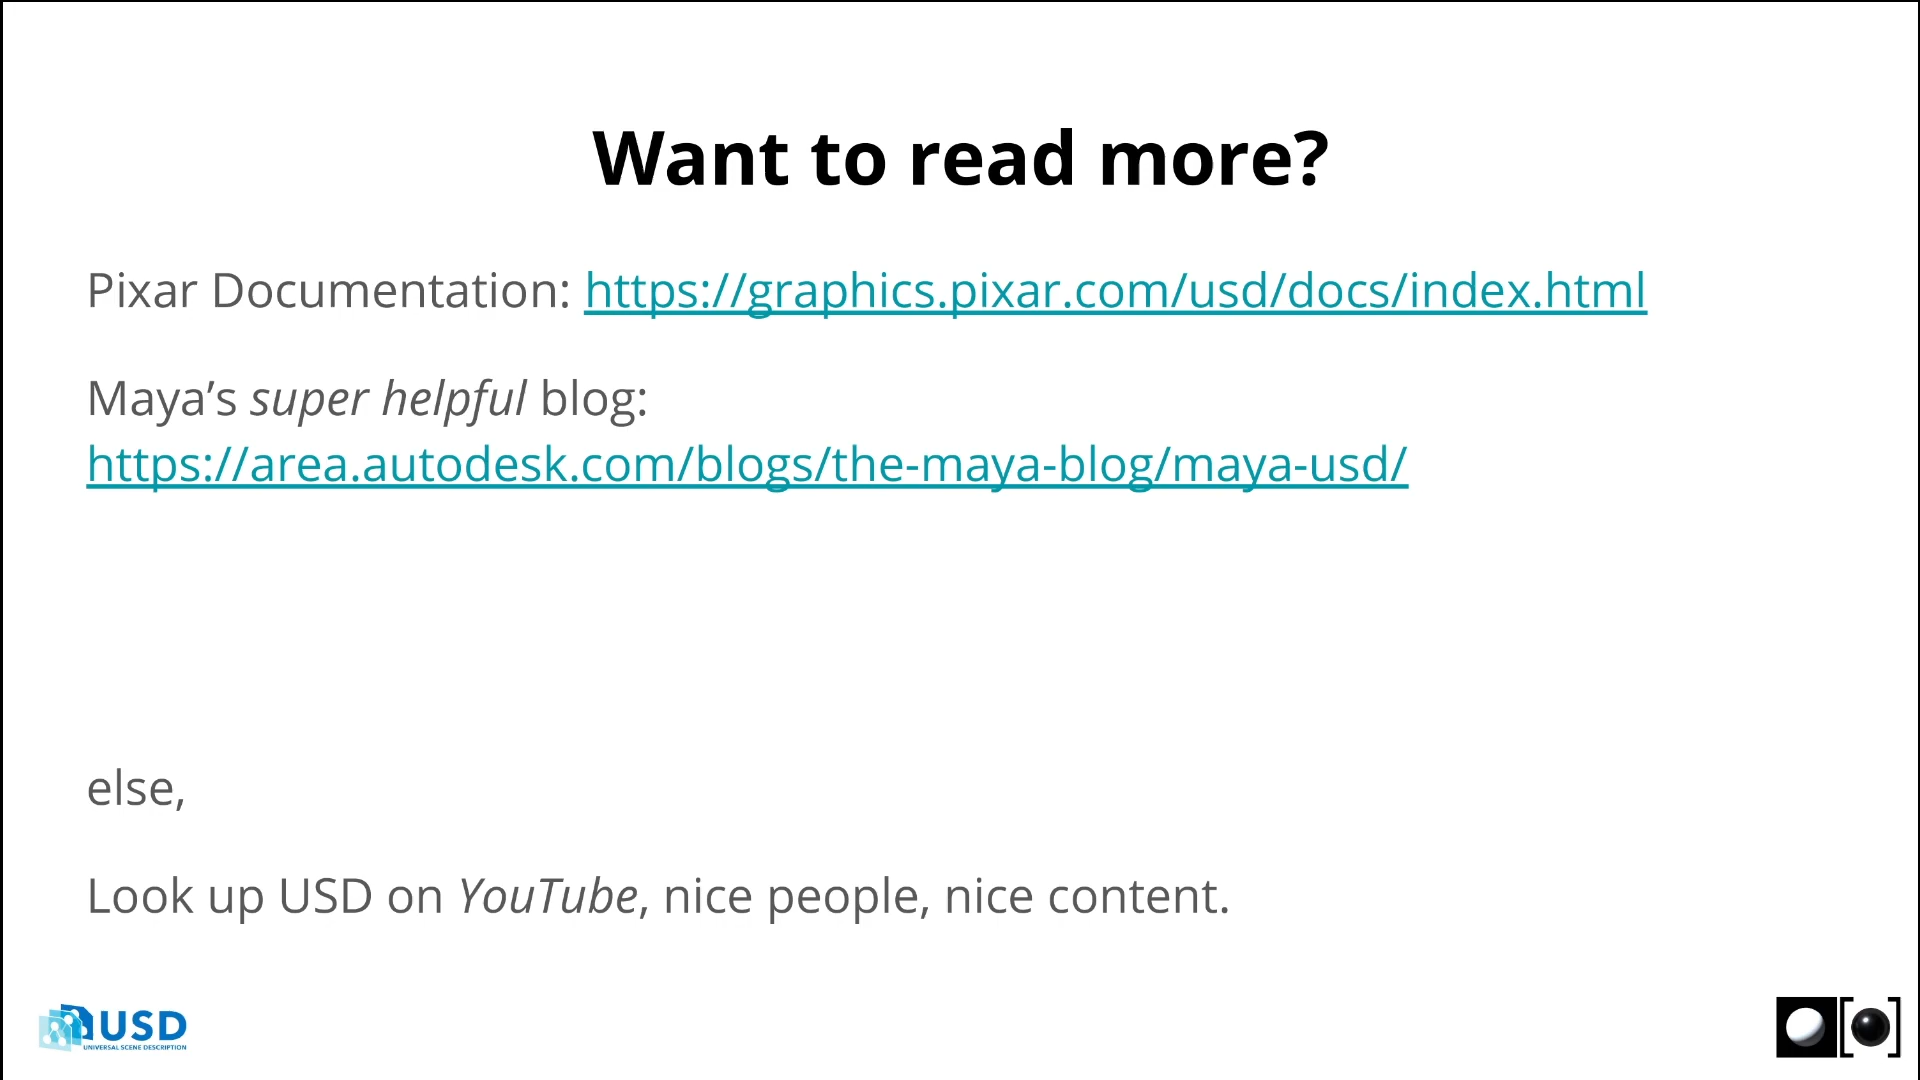 Want to read more?
Pixar Documentation: https://graphics.pixar.com/usd/docs/index.html
Maya’s super helpful blog:
https://area.autodesk.com/blogs/the-maya-blog/maya-usd/
else,
Look up USD on YouTube, nice people, nice content.
USD
UNIVERSAL SCENE DESCRIPTION